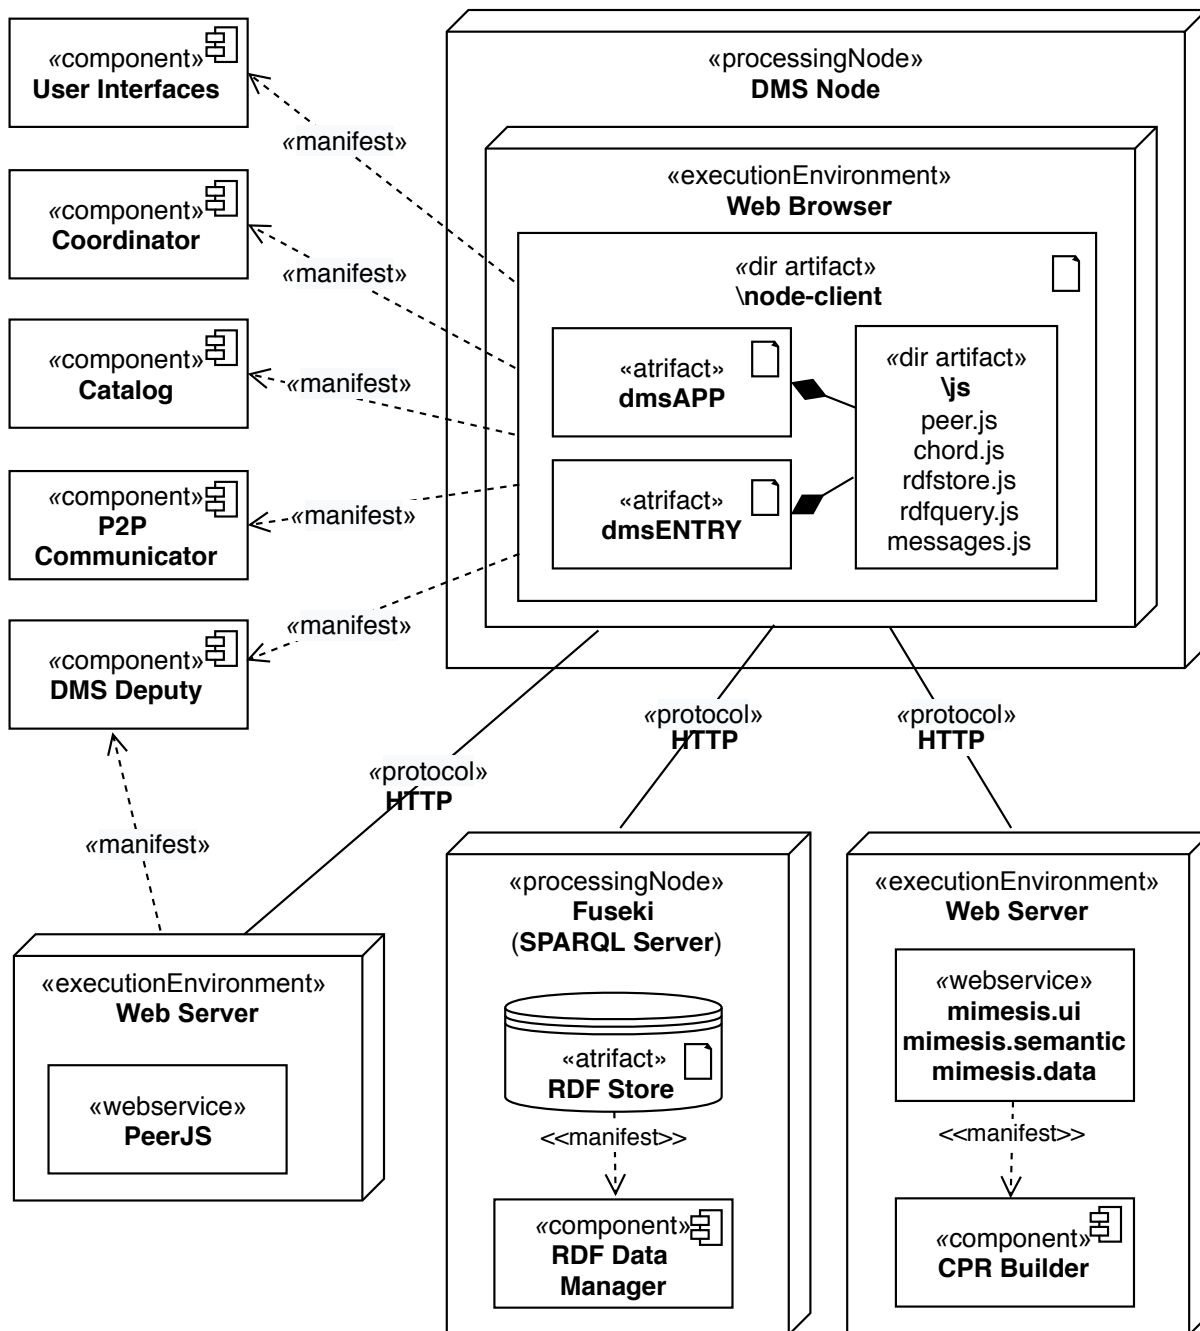 «component»
User Interfaces
«manifest»
«component»
Coordinator
«manifest»
«component»
Catalog
«manifest»
«component»
P2P
Communicator
«manifest»
«component»
DMS Deputy
«manifest»
«manifest»
«processingNode»
DMS Node
«executionEnvironment»
Web Browser
«dir artifact»
\node-client
«atrifact»
dmsAPP
«atrifact»
dmsENTRY
«dir artifact»
\js
peer.js
chord.js
rdfstore.js
rdfquery.js
messages.js
«protocol»
HTTP
«protocol»
HTTP
«protocol»
HTTP
«executionEnvironment»
Web Server
«webservice»
PeerJS
«processingNode»
Fuseki
(SPARQL Server)
«atrifact»
RDF Store
<<manifest>>
«component»
RDF Data
Manager
«executionEnvironment»
Web Server
«webservice»
mimesis.ui
mimesis.semantic
mimesis.data
<<manifest>>
«component»
CPR Builder